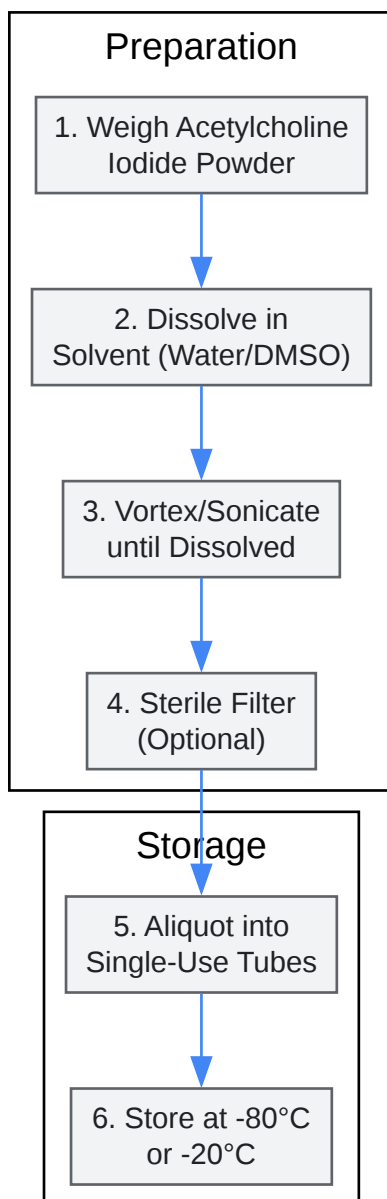 Preparation
1. Weigh Acetylcholine
Iodide Powder
2. Dissolve in
Solvent (Water/DMSO)
3. Vortex/Sonicate
until Dissolved
4. Sterile Filter
(Optional)
Storage
5. Aliquot into
Single-Use Tubes
6. Store at -80°C
or -20°C